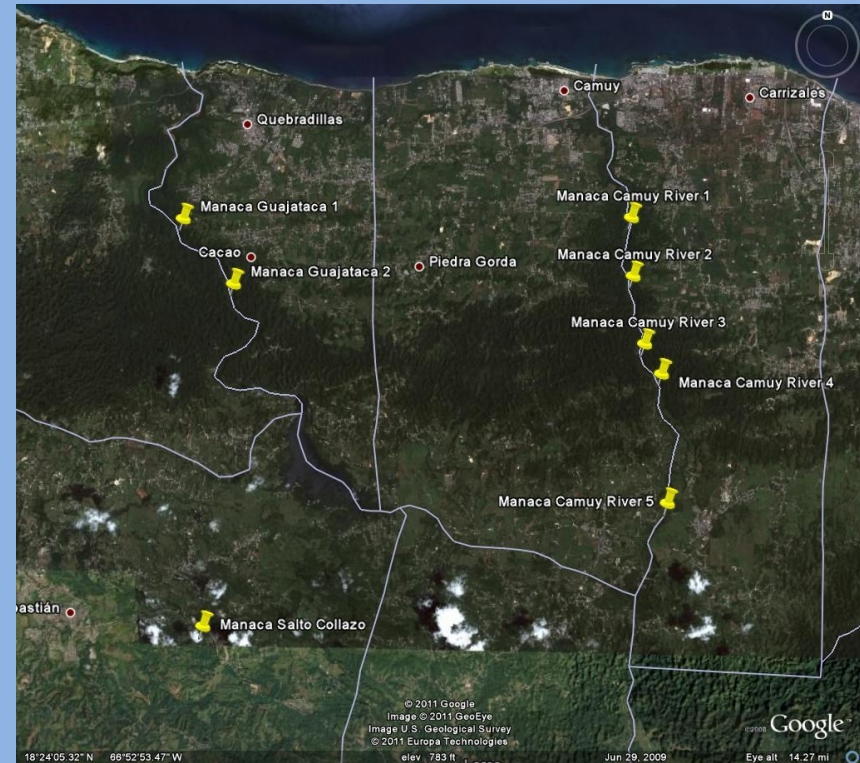 N
Camuy
Carrizales
Quebradillas
Manaca Guajataca 1
Manaca Camuy River 1
Cacao
Manaca Guajataca 2
Piedra Gorda
Manaca Camuy River 2
Manaca Camuy River 3
Manaca Camuy River 4
Manaca Camuy River 5
bastián
Manaca Salto Collazo
© 2011 Google
Image © 2011 GeoEye
Image U.S. Geological Survey
© 2011 Europa Technologies
Google
18°24'05.32" N 66°52'53.47" W elev 783 ft Jun 29, 2009 Eye alt 14.27 mi